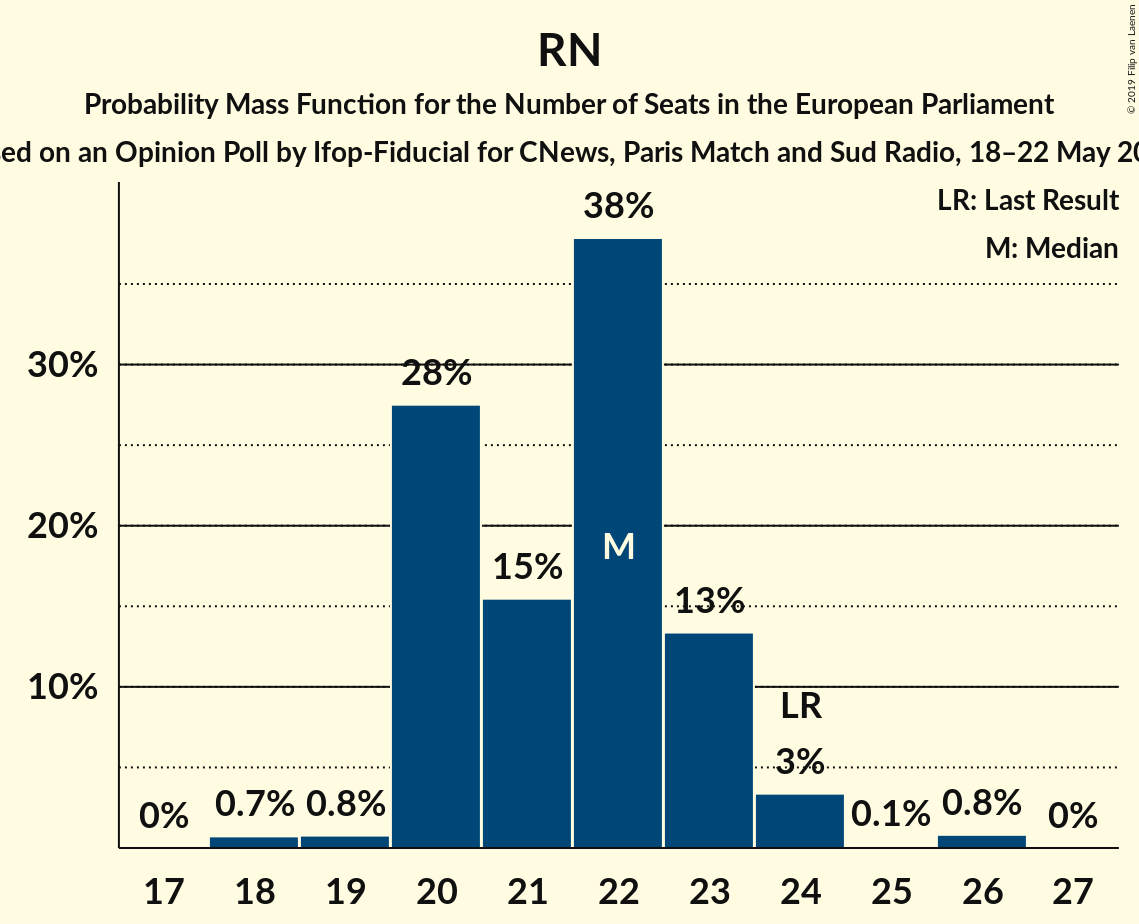 RN
Probability Mass Function for the Number of Seats in the European Parliament
on an Opinion Poll by Ifop-Fiducial for CNews, Paris Match and Sud Radio, 18–22 May
© 2019 Filip van Laenen
LR: Last Result
M: Median
38%
30%
28%
20%
M
15%
13%
10%
LR
3%
0%
0.7%
0.8%
0.1%
0.8%
0%
17 18 19 20 21 22 23 24 25 26 27